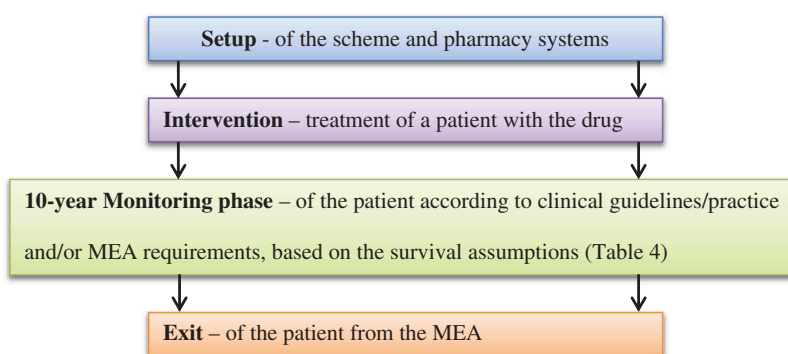 Setup - of the scheme and pharmacy systems
Intervention – treatment of a patient with the drug
10-year Monitoring phase – of the patient according to clinical guidelines/practice
and/or MEA requirements, based on the survival assumptions (Table 4)
Exit – of the patient from the MEA